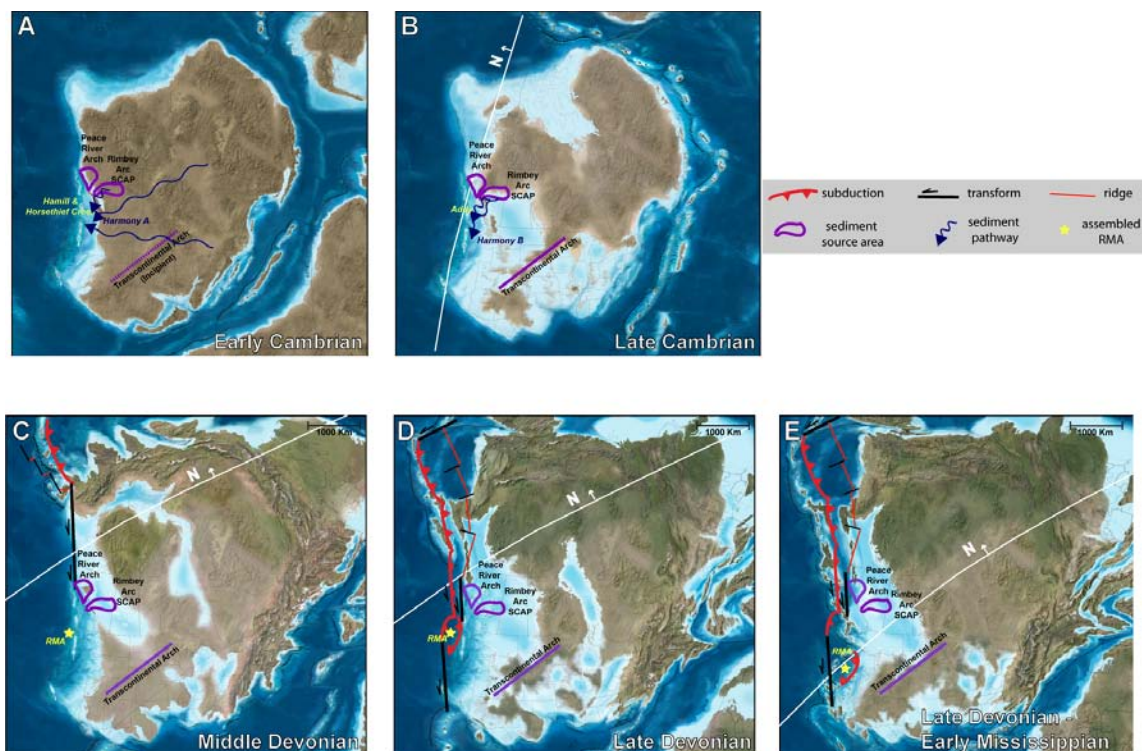 A
Peace
River
Arch
Rimbey
Arc
SCAP
Hamill &
Horsethief Creek
Harmony A
Transcontinental Arch
(Incipient)
Early Cambrian
B
N
Peace
River
Arch
Rimbey
Arc
SCAP
Harmony B
Transcontinental Arch
Late Cambrian
subduction
transform
ridge
sediment
source area
sediment
pathway
assembled
RMA
C
1000 Km
N
Peace
River
Arch
Rimbey
Arc
SCAP
RMA
Transcontinental Arch
Middle Devonian
D
1000 Km
N
Peace
River
Arch
Rimbey
Arc
SCAP
RMA
Transcontinental Arch
Late Devonian
E
1000 Km
N
Peace
River
Arch
Rimbey
Arc
SCAP
RMA
Transcontinental Arch
Late Devonian -
Early Mississippian